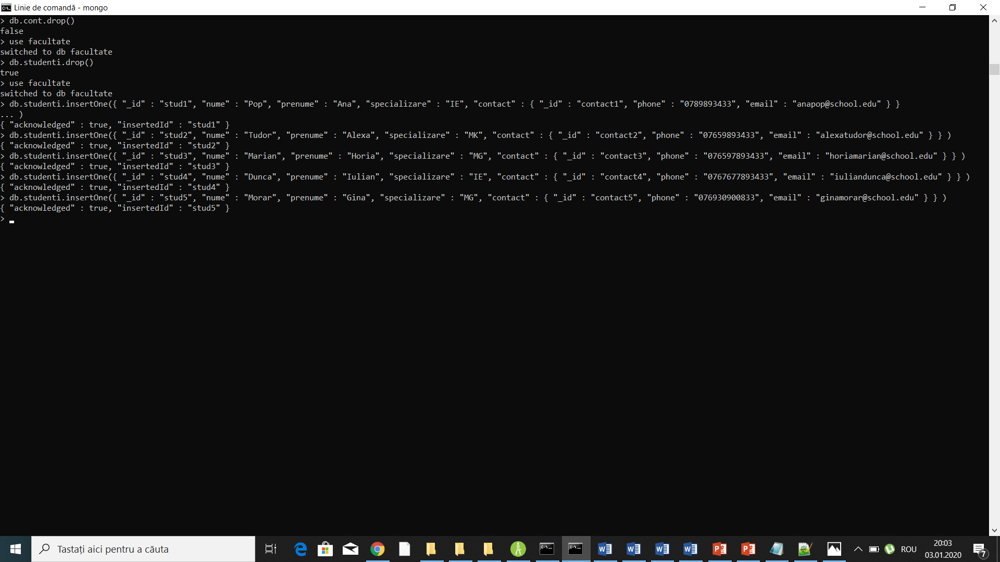 Linie de comandă - mongo
> db.cont.drop()
false
> use facultate
switched to db facultate
> db.studenti.drop()
true
> use facultate
switched to db facultate
> db.studenti.insertOne({ "_id" : "stud1", "nume" : "Pop", "prenume" : "Ana", "specializare" : "IE", "contact" : { "_id" : "contact1", "phone" : "0789893433", "email" : "anapop@school.edu" } }
... )
{ "acknowledged" : true, "insertedId" : "stud1" }
> db.studenti.insertOne({ "_id" : "stud2", "nume" : "Tudor", "prenume" : "Alexa", "specializare" : "MK", "contact" : { "_id" : "contact2", "phone" : "07659893433", "email" : "alexatudor@school.edu" } } )
{ "acknowledged" : true, "insertedId" : "stud2" }
> db.studenti.insertOne({ "_id" : "stud3", "nume" : "Marian", "prenume" : "Horia", "specializare" : "MG", "contact" : { "_id" : "contact3", "phone" : "076597893433", "email" : "horiamarian@school.edu" } } )
{ "acknowledged" : true, "insertedId" : "stud3" }
> db.studenti.insertOne({ "_id" : "stud4", "nume" : "Dunca", "prenume" : "Iulian", "specializare" : "IE", "contact" : { "_id" : "contact4", "phone" : "0767677893433", "email" : "iuliandunca@school.edu" } } )
{ "acknowledged" : true, "insertedId" : "stud4" }
> db.studenti.insertOne({ "_id" : "stud5", "nume" : "Morar", "prenume" : "Gina", "specializare" : "MG", "contact" : { "_id" : "contact5", "phone" : "076930900833", "email" : "ginamorar@school.edu" } } )
{ "acknowledged" : true, "insertedId" : "stud5" }
>
Tastați aici pentru a căuta
ROU
20:03
03.01.2020
7